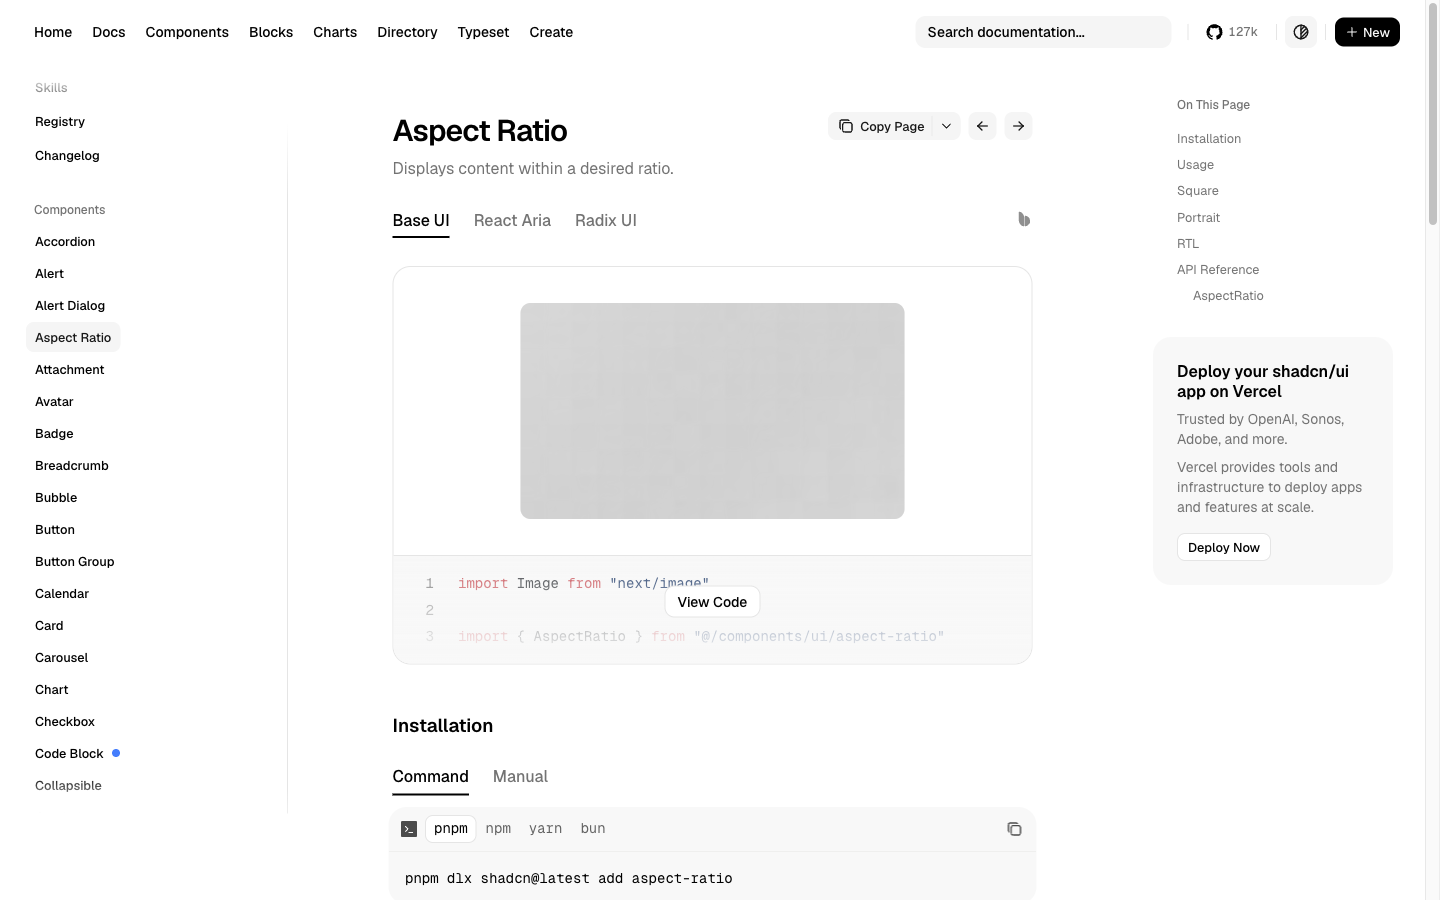 Home Docs Components Blocks Charts Directory Typeset Create
Search documentation...
127k
New
Skills
Registry
Changelog
Components
Accordion
Alert
Alert Dialog
Aspect Ratio
Attachment
Avatar
Badge
Breadcrumb
Bubble
Button
Button Group
Calendar
Card
Carousel
Chart
Checkbox
Code Block
Collapsible
Aspect Ratio
Copy Page
Displays content within a desired ratio.
Base UI React Aria Radix UI
1 import Image from "next/image"
2
View Code
3 import { AspectRatio } from "@/components/ui/aspect-ratio"
Installation
Command Manual
pnpm npm yarn bun
pnpm dlx shadcn@latest add aspect-ratio
On This Page
Installation
Usage
Square
Portrait
RTL
API Reference
AspectRatio
Deploy your shadcn/ui
app on Vercel
Trusted by OpenAI, Sonos,
Adobe, and more.
Vercel provides tools and
infrastructure to deploy apps
and features at scale.
Deploy Now